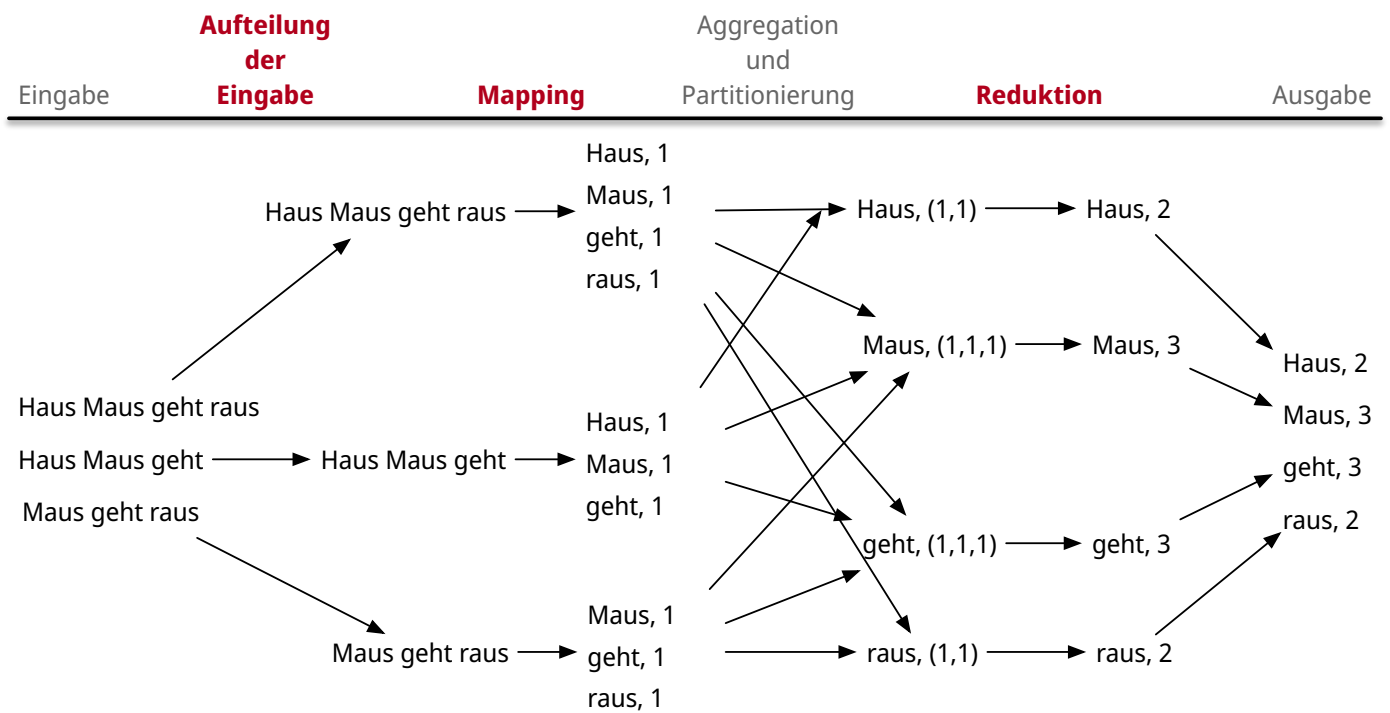 Eingabe
Aufteilung
der
Eingabe
Mapping
Aggregation
und
Partitionierung
Reduktion
Ausgabe
Haus Maus geht raus
Haus Maus geht
Maus geht raus
Haus Maus geht raus
Haus Maus geht
Maus geht raus
Haus, 1
Maus, 1
geht, 1
raus, 1
Haus, 1
Maus, 1
geht, 1
Maus, 1
geht, 1
raus, 1
Haus, (1,1)
Maus, (1,1,1)
geht, (1,1,1)
raus, (1,1)
Haus, 2
Maus, 3
geht, 3
raus, 2
Haus, 2
Maus, 3
geht, 3
raus, 2